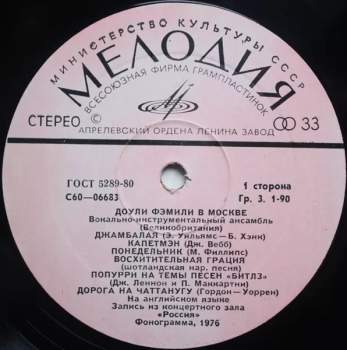 МИНИСТЕРСТВО КУЛЬТУРЫ СССР
МЕЛОДИЯ
ВСЕСОЮЗНАЯ ФИРМА ГРАМПЛАСТИНОК
СТЕРЕО
33
АПРЕЛЕВСКИЙ ОРДЕНА ЛЕНИНА ЗАВОД
ГОСТ 5289-80
1 сторона
С60—06683
Гр. 3. 1-90
ДОУЛИ ФЭМИЛИ В МОСКВЕ
Вокально-инструментальный ансамбль
(Великобритания)
ДЖАМБАЛАЯ (Э. Уильямс—Б. Хэнк)
КАПЕТМЭН (Дж. Вебб)
ПОНЕДЕЛЬНИК (М. Филлипс)
ВОСХИТИТЕЛЬНАЯ ГРАЦИЯ
(шотландская нар. песня)
ПОПУРРИ НА ТЕМЫ ПЕСЕН «БИТЛЗ»
(Дж. Леннон и П. Маккартни)
ДОРОГА НА ЧАТТАНУГУ (Гордон—Уоррен)
На английском языке
Запись из концертного зала
«Россия»
Фонограмма, 1976